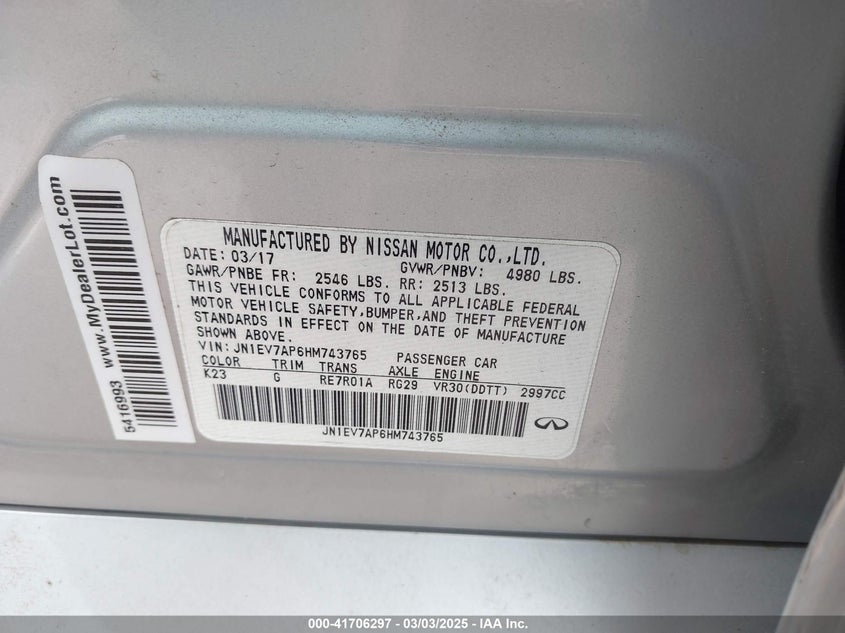 MANUFACTURED BY NISSAN MOTOR CO.,LTD.
DATE: 03/17 GVWR/PNBV: 4980 LBS.
GAWR/PNBE FR: 2546 LBS. RR: 2513 LBS.
THIS VEHICLE CONFORMS TO ALL APPLICABLE FEDERAL
MOTOR VEHICLE SAFETY,BUMPER,AND THEFT PREVENTION
STANDARDS IN EFFECT ON THE DATE OF MANUFACTURE
SHOWN ABOVE.
VIN: JN1EV7AP6HM743765 PASSENGER CAR
COLOR TRIM TRANS AXLE ENGINE
K23 G RE7R01A RG29 VR30(DDTT) 2997CC
JN1EV7AP6HM743765
www.MyDealerLot.com
5416993
000-41706297 - 03/03/2025 - IAA Inc.